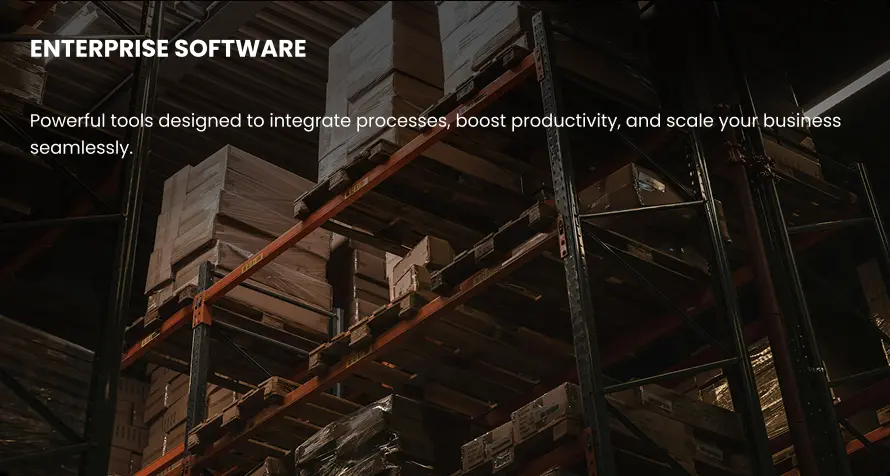 ENTERPRISE SOFTWARE
Powerful tools designed to integrate processes, boost productivity, and scale your business
seamlessly.